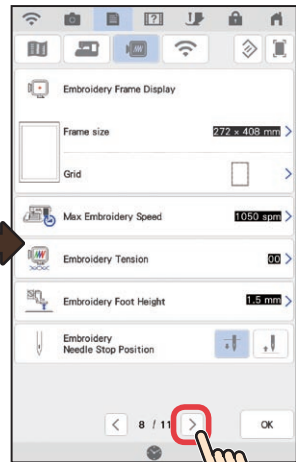 Embroidery Frame Display
Frame size 272 × 408 mm
Grid
Max Embroidery Speed 1050 spm
Embroidery Tension 00
Embroidery Foot Height 1.5 mm
Embroidery
Needle Stop Position
8 / 11 OK